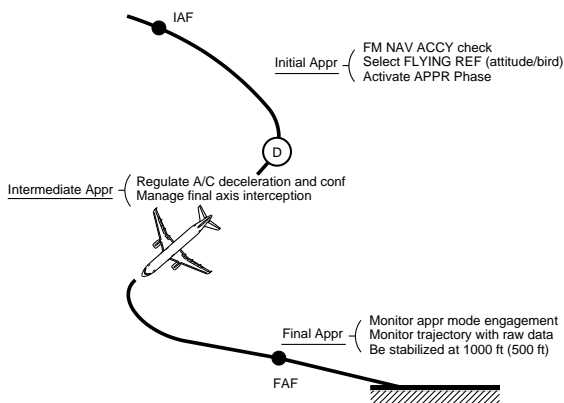 IAF
Initial Appr
FM NAV ACCY check
Select FLYING REF (attitude/bird)
Activate APPR Phase
D
Intermediate Appr
Regulate A/C deceleration and conf
Manage final axis interception
Final Appr
Monitor appr mode engagement
Monitor trajectory with raw data
Be stabilized at 1000 ft (500 ft)
FAF